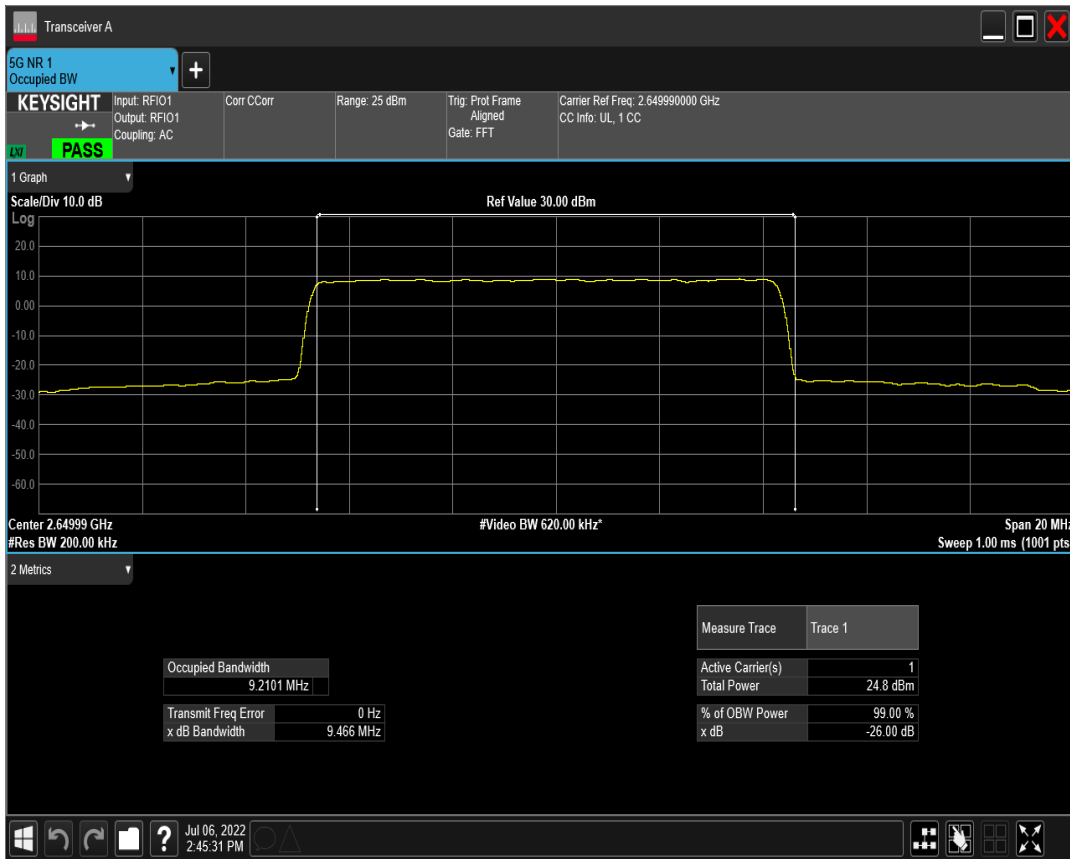 Transceiver A
5G NR 1
Occupied BW
KEYSIGHT
LXI
PASS
Input: RFIO1
Output: RFIO1
Coupling: AC
Corr CCorr
Range: 25 dBm
Trig: Prot Frame
Aligned
Gate: FFT
Carrier Ref Freq: 2.649990000 GHz
CC Info: UL, 1 CC
1 Graph
Scale/Div 10.0 dB
Ref Value 30.00 dBm
Log
20.0
10.0
0.00
-10.0
-20.0
-30.0
-40.0
-50.0
-60.0
Center 2.64999 GHz
#Video BW 620.00 kHz*
Span 20 MHz
#Res BW 200.00 kHz
Sweep 1.00 ms (1001 pts
2 Metrics
Measure Trace Trace 1
Occupied Bandwidth
9.2101 MHz
Active Carrier(s) 1
Total Power 24.8 dBm
Transmit Freq Error 0 Hz
x dB Bandwidth 9.466 MHz
% of OBW Power 99.00 %
x dB -26.00 dB
?
Jul 06, 2022
2:45:31 PM